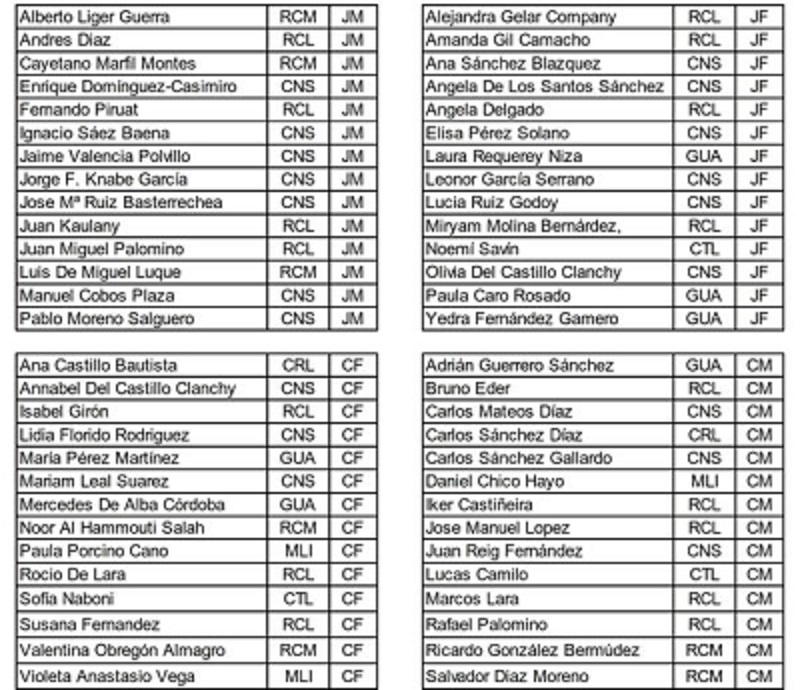 Alberto Liger Guerra RCM JM
Andres Diaz RCL JM
Cayetano Marfil Montes RCM JM
Enrique Domínguez-Casimiro CNS JM
Fernando Piruat RCL JM
Ignacio Sáez Baena CNS JM
Jaime Valencia Polvillo CNS JM
Jorge F. Knabe García CNS JM
Jose Mª Ruiz Basterrechea CNS JM
Juan Kaulany RCL JM
Juan Miguel Palomino RCL JM
Luis De Miguel Luque RCM JM
Manuel Cobos Plaza CNS JM
Pablo Moreno Salguero CNS JM
Alejandra Gelar Company RCL JF
Amanda Gil Camacho RCL JF
Ana Sánchez Blazquez CNS JF
Angela De Los Santos Sánchez CNS JF
Angela Delgado RCL JF
Elisa Pérez Solano CNS JF
Laura Requerey Niza GUA JF
Leonor García Serrano CNS JF
Lucia Ruiz Godoy CNS JF
Miryam Molina Bernárdez, RCL JF
Noemí Savín CTL JF
Olivia Del Castillo Clanchy CNS JF
Paula Caro Rosado GUA JF
Yedra Fernández Gamero GUA JF
Ana Castillo Bautista CRL CF
Annabel Del Castillo Clanchy CNS CF
Isabel Girón RCL CF
Lidia Florido Rodriguez CNS CF
María Pérez Martínez GUA CF
Mariam Leal Suarez CNS CF
Mercedes De Alba Córdoba GUA CF
Noor Al Hammouti Salah RCM CF
Paula Porcino Cano MLI CF
Rocio De Lara RCL CF
Sofia Naboni CTL CF
Susana Fernandez RCL CF
Valentina Obregón Almagro RCM CF
Violeta Anastasio Vega MLI CF
Adrián Guerrero Sánchez GUA CM
Bruno Eder RCL CM
Carlos Mateos Díaz CNS CM
Carlos Sánchez Díaz CRL CM
Carlos Sánchez Gallardo CNS CM
Daniel Chico Hayo MLI CM
Iker Castiñeira RCL CM
Jose Manuel Lopez RCL CM
Juan Reig Fernández CNS CM
Lucas Camilo CTL CM
Marcos Lara RCL CM
Rafael Palomino RCL CM
Ricardo González Bermúdez RCM CM
Salvador Diaz Moreno RCM CM